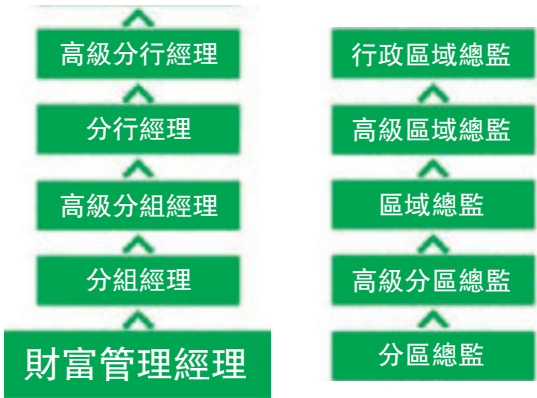 高級分行經理
分行經理
高級分組經理
分組經理
財富管理經理
行政區域總監
高級區域總監
區域總監
高級分區總監
分區總監